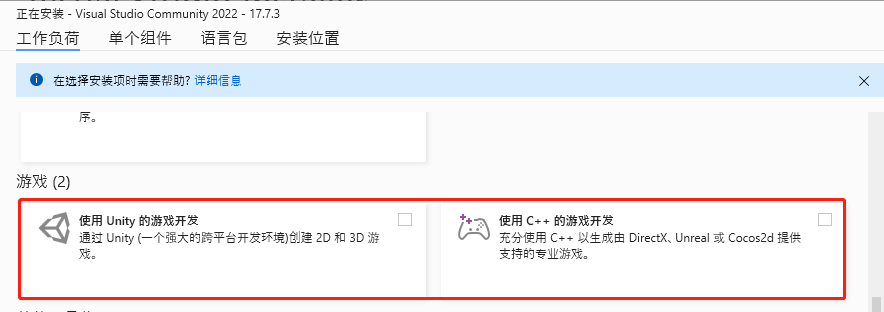 正在安装 - Visual Studio Community 2022 - 17.7.3
工作负荷 单个组件 语言包 安装位置
在选择安装项时需要帮助? 详细信息
序。
游戏 (2)
使用 Unity 的游戏开发
通过 Unity (一个强大的跨平台开发环境)创建 2D 和 3D 游
戏。
使用 C++ 的游戏开发
充分使用 C++ 以生成由 DirectX、Unreal 或 Cocos2d 提供
支持的专业游戏。